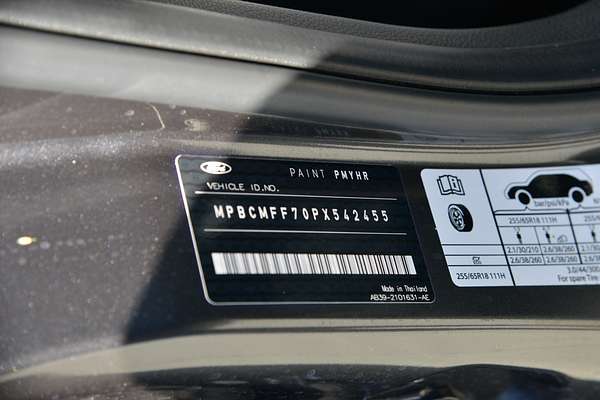 Ford
PAINT PMYHR
VEHICLE ID.NO.
MPBCMFF70PX542455
Made in Thailand
AB39-2101631-AE
bar/psi/kPa
255/65R18 111H
2.1/30/210 2.6/38/260
2.6/38/260 2.6/38/260
255/65R18 111H
3.0/44/300
For spare Tire